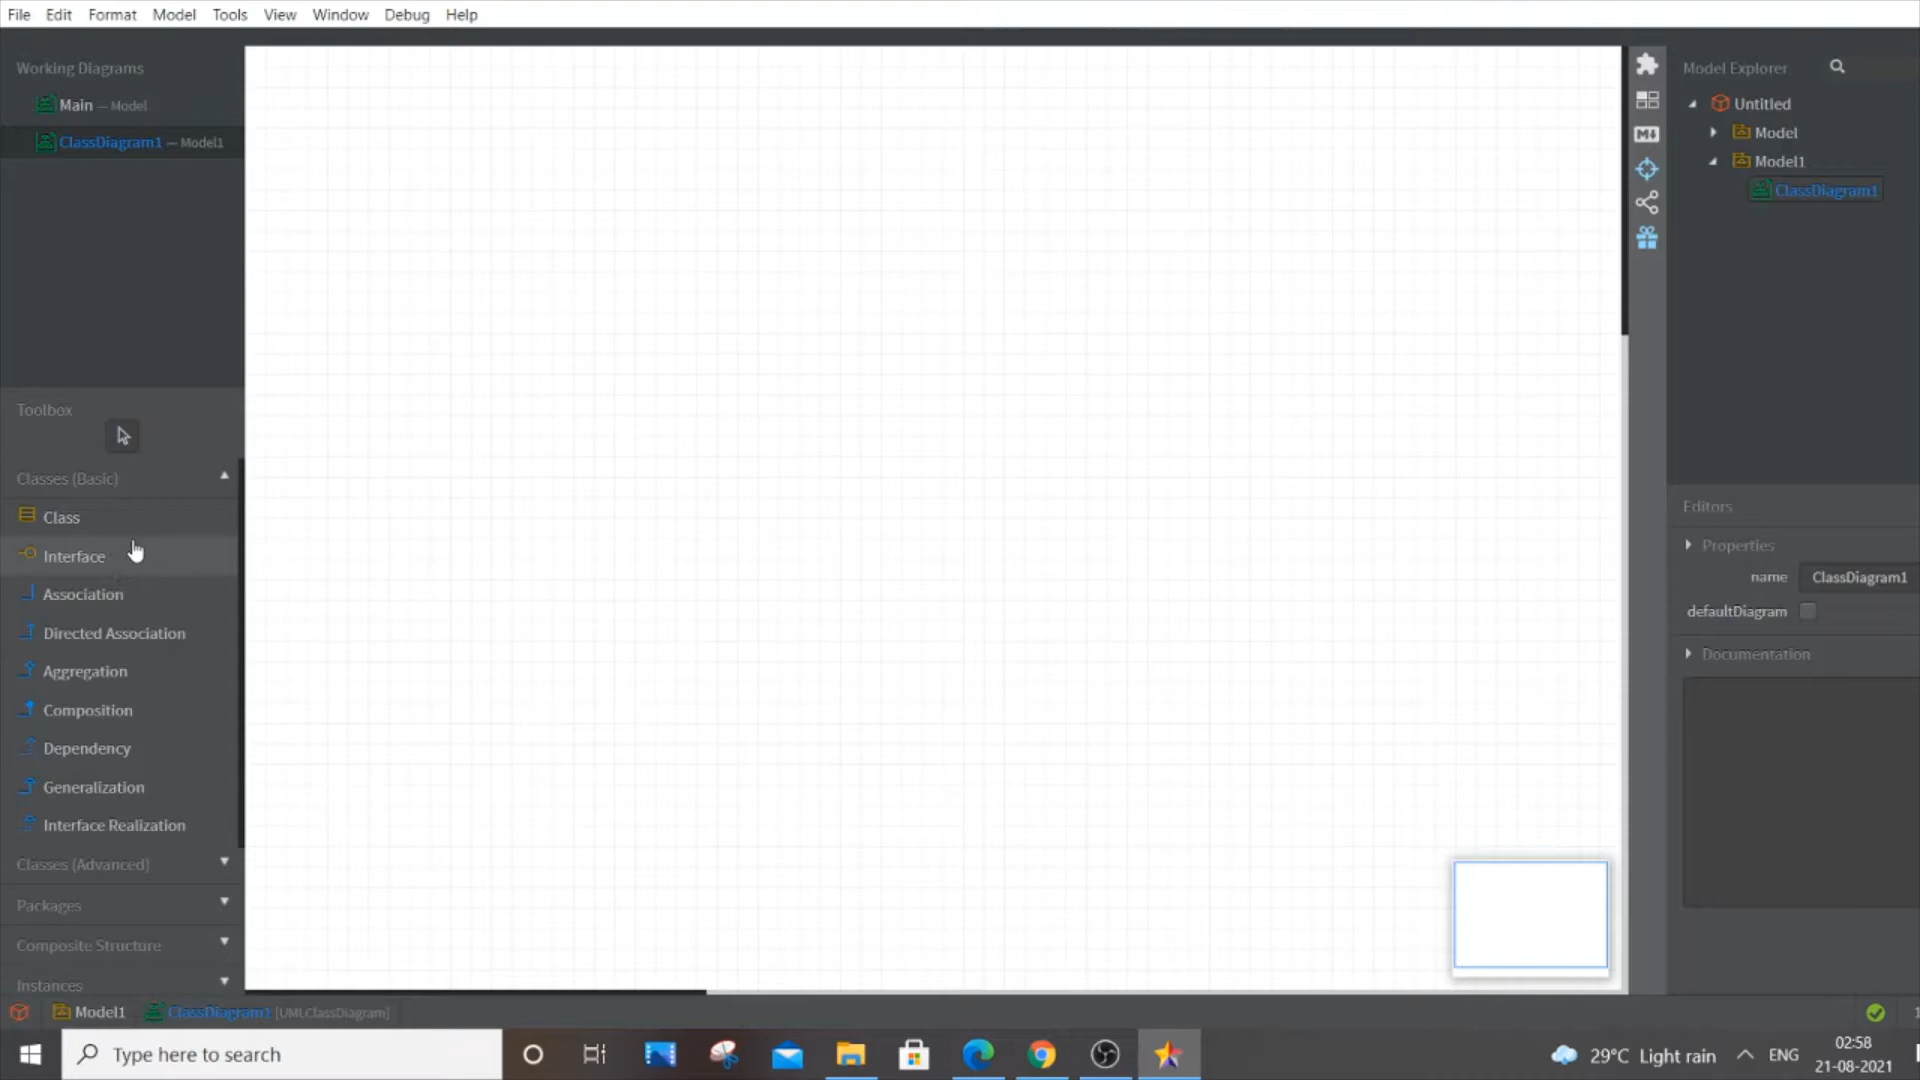 File Edit Format Model Tools View Window Debug Help
Working Diagrams
Main — Model
ClassDiagram1 — Model1
Toolbox
Classes (Basic)
Class
Interface
Association
Directed Association
Aggregation
Composition
Dependency
Generalization
Interface Realization
Classes (Advanced)
Packages
Composite Structure
Instances
M↓
Model Explorer
Untitled
Model
Model1
ClassDiagram1
Editors
Properties
name ClassDiagram1
defaultDiagram
Documentation
Model1 ClassDiagram1 [UMLClassDiagram]
Type here to search
29°C Light rain ENG
02:58
21-08-2021